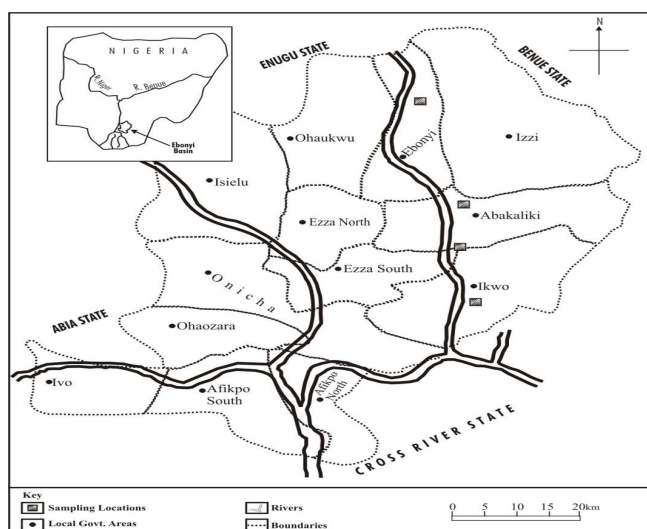 NIGERIA
R. Niger
R. Benue
Ebonyi
Basin
ENUGU STATE
BENUE STATE
N
Ohaukwu
Ebonyi
Izzi
Isielu
Ezza North
Abakaliki
Ezza South
Onicha
Ikwo
ABIA STATE
Ohaozara
Ivo
Afikpo
South
Afikpo
North
CROSS RIVER STATE
Key
Sampling Locations
Rivers
Local Govt. Areas
Boundaries
0 5 10 15 20km